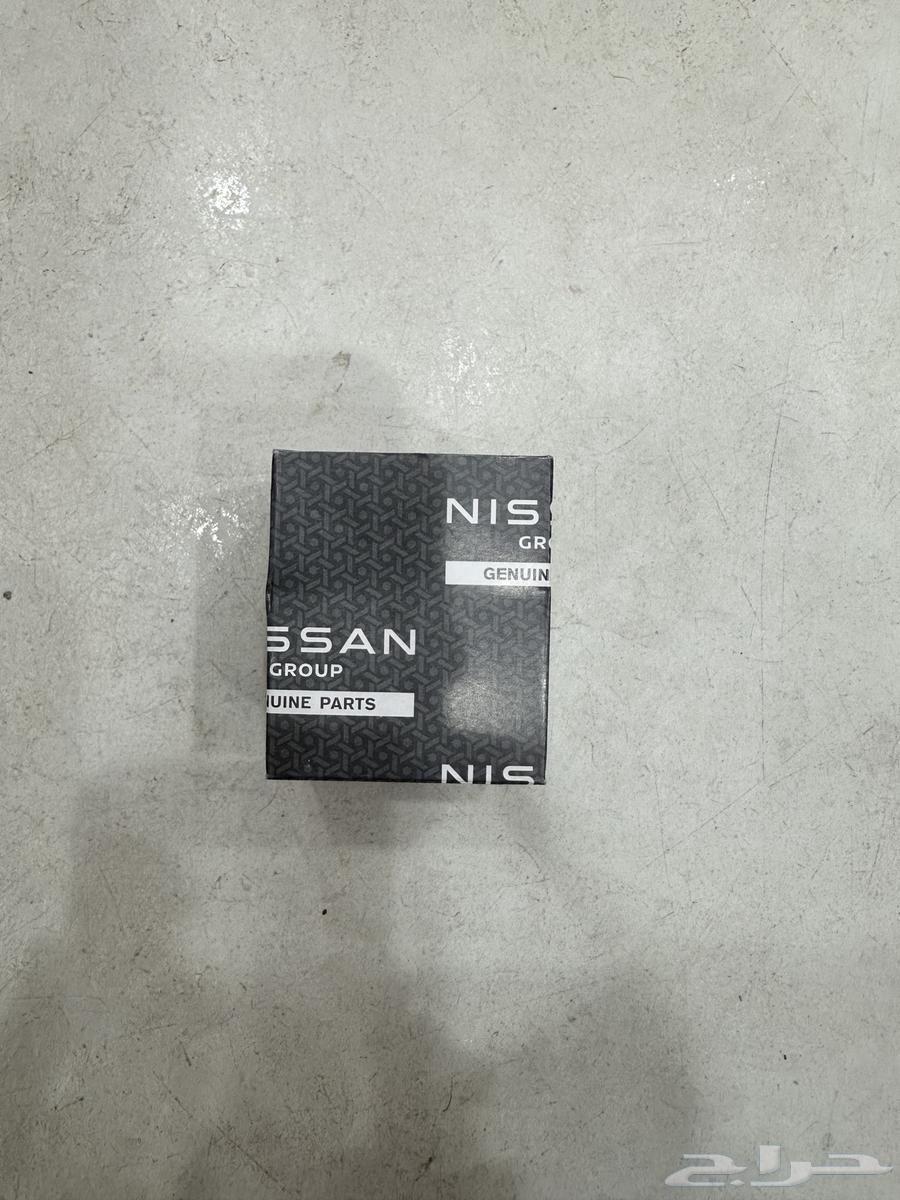 NIS
GRO
GENUIN
SSAN
GROUP
UINE PARTS
NIS
حراج